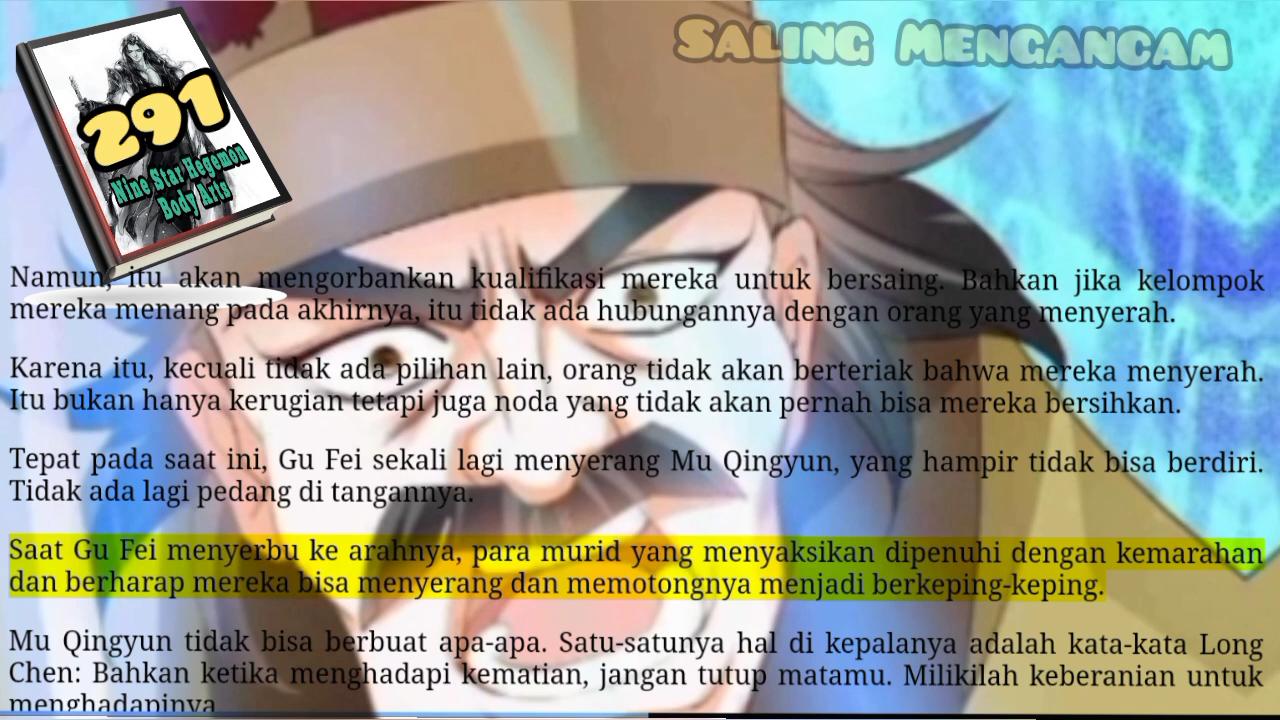 Saling Mengancam
291
Nine Star Hegemon
Body Arts
Namun, itu akan mengorbankan kualifikasi mereka untuk bersaing. Bahkan jika kelompok
mereka menang pada akhirnya, itu tidak ada hubungannya dengan orang yang menyerah.
Karena itu, kecuali tidak ada pilihan lain, orang tidak akan berteriak bahwa mereka menyerah.
Itu bukan hanya kerugian tetapi juga noda yang tidak akan pernah bisa mereka bersihkan.
Tepat pada saat ini, Gu Fei sekali lagi menyerang Mu Qingyun, yang hampir tidak bisa berdiri.
Tidak ada lagi pedang di tangannya.
Saat Gu Fei menyerbu ke arahnya, para murid yang menyaksikan dipenuhi dengan kemarahan
dan berharap mereka bisa menyerang dan memotongnya menjadi berkeping-keping.
Mu Qingyun tidak bisa berbuat apa-apa. Satu-satunya hal di kepalanya adalah kata-kata Long
Chen: Bahkan ketika menghadapi kematian, jangan tutup matamu. Milikilah keberanian untuk
menghadapinya